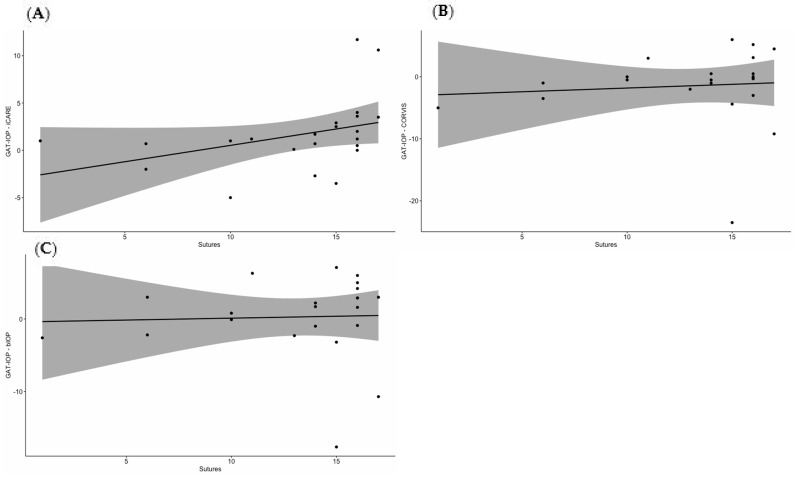 (A)
GAT-IOP - iCARE
10
5
0
-5
5
10
15
Sutures
(B)
GAT-IOP - CORVIS
0
-10
-20
5
10
15
Sutures
(C)
GAT-IOP - bIOP
0
-10
5
10
15
Sutures